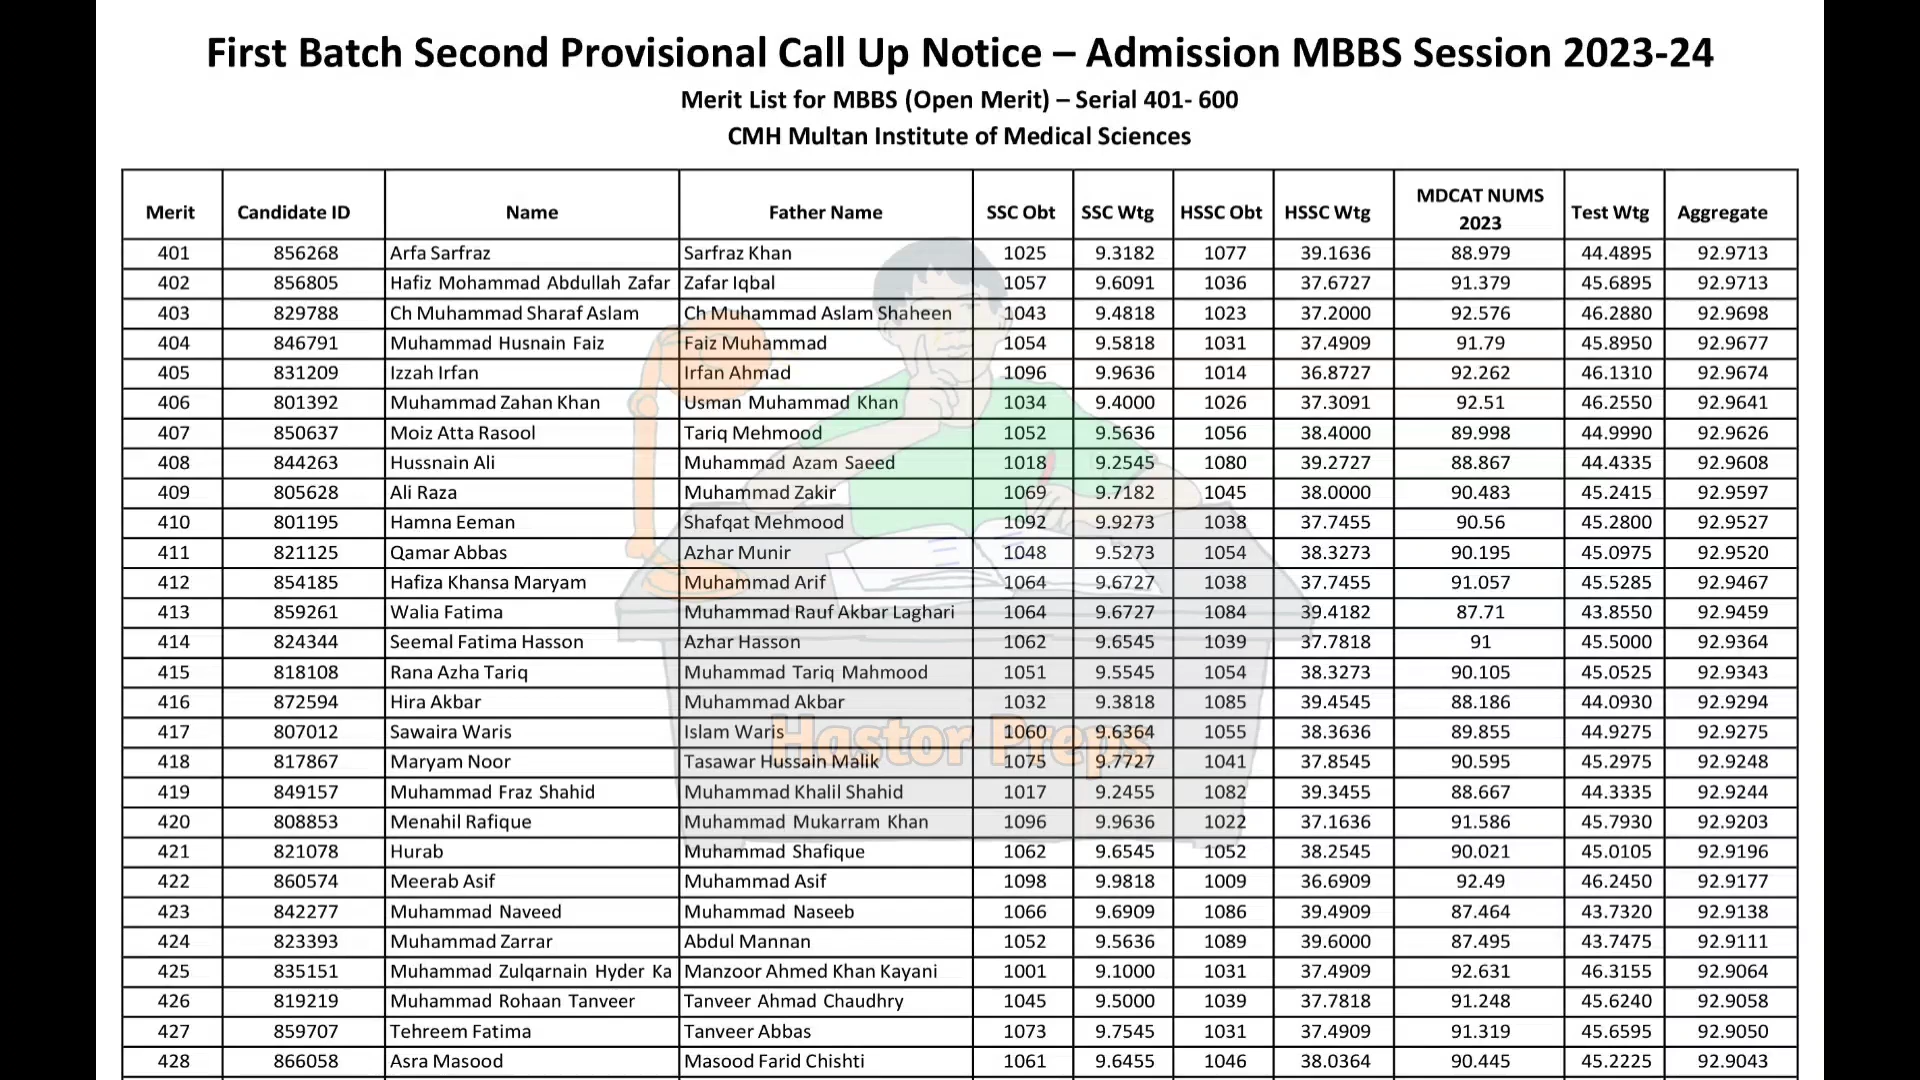 First Batch Second Provisional Call Up Notice – Admission MBBS Session 2023-24
Merit List for MBBS (Open Merit) – Serial 401- 600
CMH Multan Institute of Medical Sciences
Merit Candidate ID Name Father Name SSC Obt SSC Wtg HSSC Obt HSSC Wtg MDCAT NUMS 2023 Test Wtg Aggregate
401 856268 Arfa Sarfraz Sarfraz Khan 1025 9.3182 1077 39.1636 88.979 44.4895 92.9713
402 856805 Hafiz Mohammad Abdullah Zafar Zafar Iqbal 1057 9.6091 1036 37.6727 91.379 45.6895 92.9713
403 829788 Ch Muhammad Sharaf Aslam Ch Muhammad Aslam Shaheen 1043 9.4818 1023 37.2000 92.576 46.2880 92.9698
404 846791 Muhammad Husnain Faiz Faiz Muhammad 1054 9.5818 1031 37.4909 91.79 45.8950 92.9677
405 831209 Izzah Irfan Irfan Ahmad 1096 9.9636 1014 36.8727 92.262 46.1310 92.9674
406 801392 Muhammad Zahan Khan Usman Muhammad Khan 1034 9.4000 1026 37.3091 92.51 46.2550 92.9641
407 850637 Moiz Atta Rasool Tariq Mehmood 1052 9.5636 1056 38.4000 89.998 44.9990 92.9626
408 844263 Hussnain Ali Muhammad Azam Saeed 1018 9.2545 1080 39.2727 88.867 44.4335 92.9608
409 805628 Ali Raza Muhammad Zakir 1069 9.7182 1045 38.0000 90.483 45.2415 92.9597
410 801195 Hamna Eeman Shafqat Mehmood 1092 9.9273 1038 37.7455 90.56 45.2800 92.9527
411 821125 Qamar Abbas Azhar Munir 1048 9.5273 1054 38.3273 90.195 45.0975 92.9520
412 854185 Hafiza Khansa Maryam Muhammad Arif 1064 9.6727 1038 37.7455 91.057 45.5285 92.9467
413 859261 Walia Fatima Muhammad Rauf Akbar Laghari 1064 9.6727 1084 39.4182 87.71 43.8550 92.9459
414 824344 Seemal Fatima Hasson Azhar Hasson 1062 9.6545 1039 37.7818 91 45.5000 92.9364
415 818108 Rana Azha Tariq Muhammad Tariq Mahmood 1051 9.5545 1054 38.3273 90.105 45.0525 92.9343
416 872594 Hira Akbar Muhammad Akbar 1032 9.3818 1085 39.4545 88.186 44.0930 92.9294
417 807012 Sawaira Waris Islam Waris 1060 9.6364 1055 38.3636 89.855 44.9275 92.9275
Hastor Preps
418 817867 Maryam Noor Tasawar Hussain Malik 1075 9.7727 1041 37.8545 90.595 45.2975 92.9248
419 849157 Muhammad Fraz Shahid Muhammad Khalil Shahid 1017 9.2455 1082 39.3455 88.667 44.3335 92.9244
420 808853 Menahil Rafique Muhammad Mukarram Khan 1096 9.9636 1022 37.1636 91.586 45.7930 92.9203
421 821078 Hurab Muhammad Shafique 1062 9.6545 1052 38.2545 90.021 45.0105 92.9196
422 860574 Meerab Asif Muhammad Asif 1098 9.9818 1009 36.6909 92.49 46.2450 92.9177
423 842277 Muhammad Naveed Muhammad Naseeb 1066 9.6909 1086 39.4909 87.464 43.7320 92.9138
424 823393 Muhammad Zarrar Abdul Mannan 1052 9.5636 1089 39.6000 87.495 43.7475 92.9111
425 835151 Muhammad Zulqarnain Hyder Ka Manzoor Ahmed Khan Kayani 1001 9.1000 1031 37.4909 92.631 46.3155 92.9064
426 819219 Muhammad Rohaan Tanveer Tanveer Ahmad Chaudhry 1045 9.5000 1039 37.7818 91.248 45.6240 92.9058
427 859707 Tehreem Fatima Tanveer Abbas 1073 9.7545 1031 37.4909 91.319 45.6595 92.9050
428 866058 Asra Masood Masood Farid Chishti 1061 9.6455 1046 38.0364 90.445 45.2225 92.9043